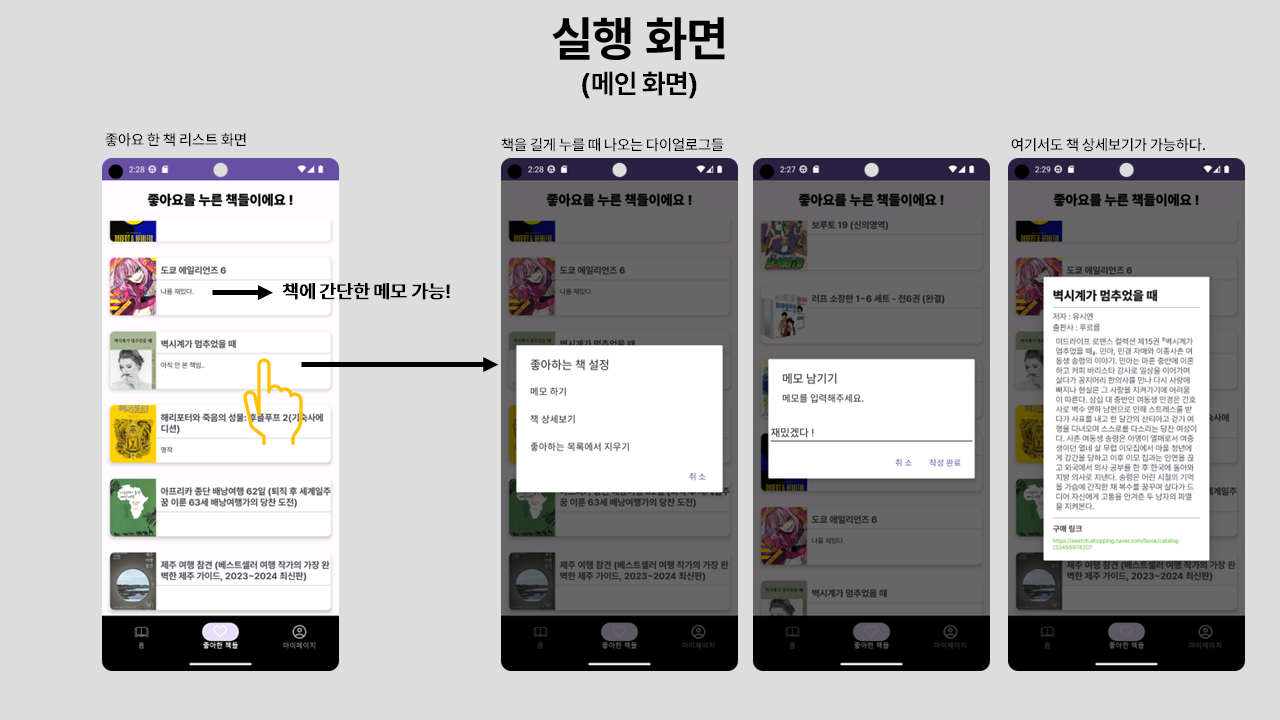 실행 화면
(메인 화면)
좋아요 한 책 리스트 화면
2:28
좋아요를 누른 책들이에요 !
도쿄 에일리언즈 6
나름 재밌다.
책에 간단한 메모 가능!
벽시계가 멈추었을 때
아직 안 본 책임..
해리포터와 죽음의 성물: 후플푸프 2(기숙사에
디션)
명작
아프리카 종단 배낭여행 62일 (퇴직 후 세계일주
꿈 이룬 63세 배낭여행가의 당찬 도전)
제주 여행 참견 (베스트셀러 여행 작가의 가장 완
벽한 제주 가이드, 2023~2024 최신판)
홈
좋아한 책들
마이페이지
책을 길게 누를 때 나오는 다이얼로그들
2:28
좋아요를 누른 책들이에요 !
도쿄 에일리언즈 6
나름 재밌다.
벽시계가 멈추었을 때
좋아하는 책 설정
메모 하기
책 상세보기
좋아하는 목록에서 지우기
취 소
아프리카 종단 배낭여행 62일 (퇴직 후 세계일주
꿈 이룬 63세 배낭여행가의 당찬 도전)
제주 여행 참견 (베스트셀러 여행 작가의 가장 완
벽한 제주 가이드, 2023~2024 최신판)
홈
좋아한 책들
마이페이지
2:27
좋아요를 누른 책들이에요 !
보루토 19 (신의영역)
러프 소장판 1~6 세트 - 전6권 (완결)
메모 남기기
메모를 입력해주세요.
재밌겠다 !
취 소
작성 완료
도쿄 에일리언즈 6
나름 재밌다.
벽시계가 멈추었을 때
홈
좋아한 책들
마이페이지
여기서도 책 상세보기가 가능하다.
2:29
좋아요를 누른 책들이에요 !
도쿄 에일리언즈 6
벽시계가 멈추었을 때
저자 : 유시연
출판사 : 푸르름
미드라이프 로맨스 컬렉션 제15권 『벽시계가
멈추었을 때』. 민아, 민경 자매와 이종사촌 여
동생 송령의 이야기. 민아는 마흔 중반에 이혼
하고 커피 바리스타 강사로 일상을 이어가며
살다가 꽁지머리 한의사를 만나 다시 사랑에
빠지나 현실은 그 사랑을 지켜가기에 어려움
이 따른다. 삼십 대 중반인 여동생 민경은 간호
사로 백수 연하 남편으로 인해 스트레스를 받
다가 사표를 내고 한 달간의 산티아고 걷기 여
행을 다녀오며 스스로를 다스리는 당찬 여성이
다. 사촌 여동생 송령은 아명이 열매로서 여중
생이던 열네 살 무렵 이모집에서 마을 청년에
게 강간을 당하고 이후 이모 집과는 인연을 끊
고 외국에서 의사 공부를 한 후 한국에 돌아와
지방 의사로 지낸다. 송령은 어린 시절의 기억
을 가슴에 간직한 채 복수를 꿈꾸며 살다가 드
디어 자신에게 고통을 안겨준 두 남자의 파멸
을 지켜본다.
구매 링크
https://search.shopping.naver.com/book/catalog
/32455974207
제주 여행 참견 (베스트셀러 여행 작가의 가장 완
벽한 제주 가이드, 2023~2024 최신판)
홈
좋아한 책들
마이페이지